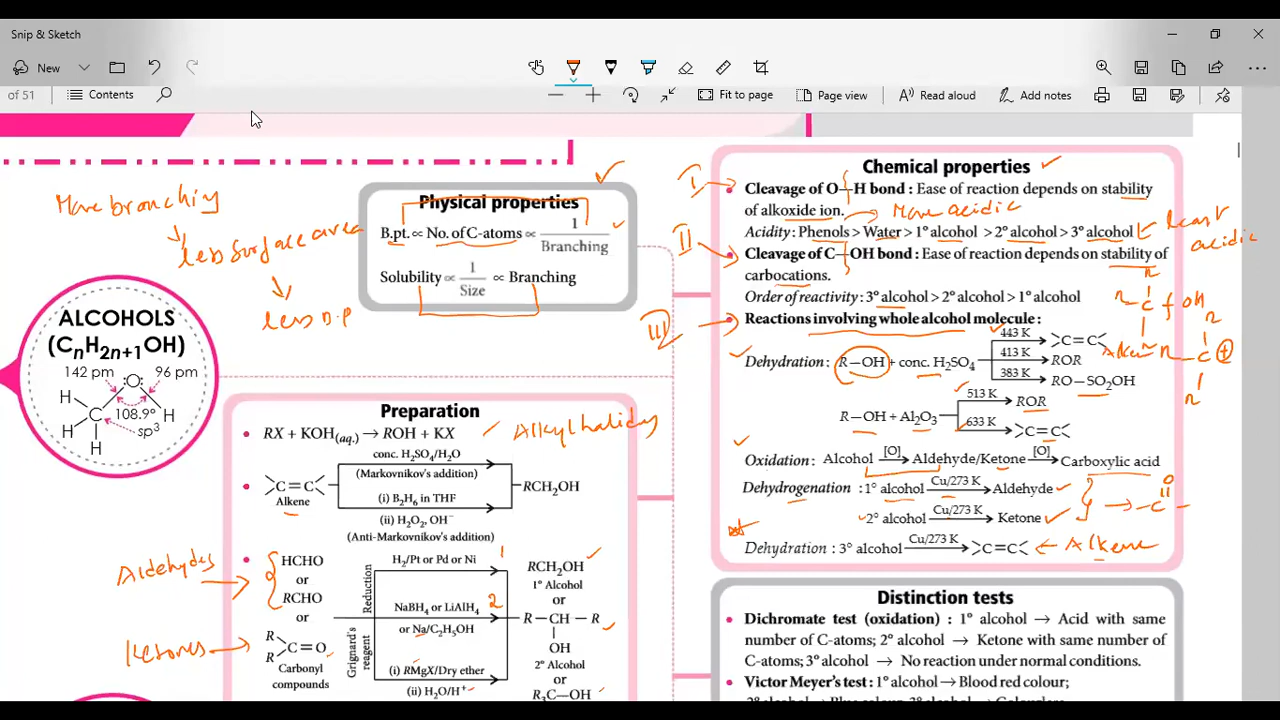 Snip & Sketch
New
of 51
Contents
Fit to page
Page view
Read aloud
Add notes
More branching
less surface area
less B.P
Physical properties
B.pt. ∝ No. of C-atoms ∝ 1/Branching
Solubility ∝ 1/Size ∝ Branching
ALCOHOLS
(CnH2n+1OH)
142 pm
96 pm
:O:
H
C
H
H
H
108.9°
sp3
Preparation
RX + KOH(aq.) → ROH + KX
Alkyl halides
conc. H2SO4/H2O
(Markovnikov's addition)
C=C
Alkene
RCH2OH
(i) B2H6 in THF
(ii) H2O2, OH−
(Anti-Markovnikov's addition)
Aldehydes
HCHO
or
RCHO
or
Ketones
R
R
C=O
Carbonyl
compounds
Reduction
Grignard's
reagent
H2/Pt or Pd or Ni
1
NaBH4 or LiAlH4
2
or Na/C2H5OH
(i) RMgX/Dry ether
(ii) H2O/H+
RCH2OH
1° Alcohol
or
R—CH—R
OH
2° Alcohol
or
R3C—OH
Chemical properties
I
Cleavage of O—H bond : Ease of reaction depends on stability
of alkoxide ion.
More acidic
Acidity: Phenols > Water > 1° alcohol > 2° alcohol > 3° alcohol
Least
acidic
II
Cleavage of C—OH bond : Ease of reaction depends on stability of
carbocations.
Order of reactivity : 3° alcohol > 2° alcohol > 1° alcohol
III
Reactions involving whole alcohol molecule :
Dehydration: R—OH + conc. H2SO4
443 K
C=C
Alkene
413 K
ROR
383 K
RO—SO2OH
R—OH + Al2O3
513 K
ROR
633 K
C=C
Oxidation: Alcohol [O] Aldehyde/Ketone [O] Carboxylic acid
Dehydrogenation : 1° alcohol Cu/273 K Aldehyde
2° alcohol Cu/273 K Ketone
Dehydration : 3° alcohol Cu/273 K C=C
Alkene
Distinction tests
Dichromate test (oxidation) : 1° alcohol → Acid with same
number of C-atoms; 2° alcohol → Ketone with same number of
C-atoms; 3° alcohol → No reaction under normal conditions.
Victor Meyer's test : 1° alcohol → Blood red colour;